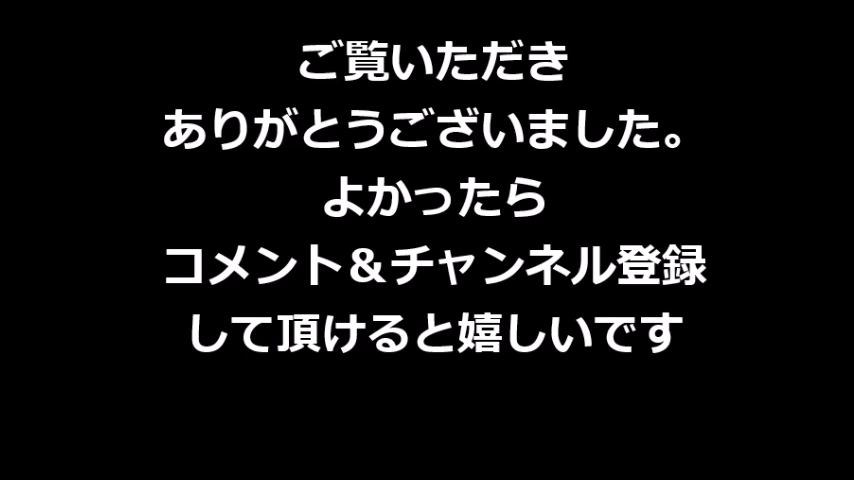 ご覧いただき
ありがとうございました。
よかったら
コメント＆チャンネル登録
して頂けると嬉しいです